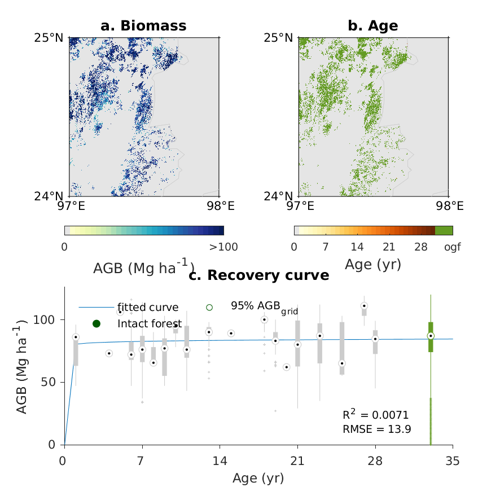 a. Biomass
25°N
24°N
97°E
98°E
0
>100
AGB (Mg ha⁻¹)
b. Age
25°N
24°N
97°E
98°E
0 7 14 21 28 ogf
Age (yr)
c. Recovery curve
AGB (Mg ha⁻¹)
100
50
0
fitted curve
Intact forest
95% AGB_grid
R² = 0.0071
RMSE = 13.9
0 7 14 21 28 35
Age (yr)